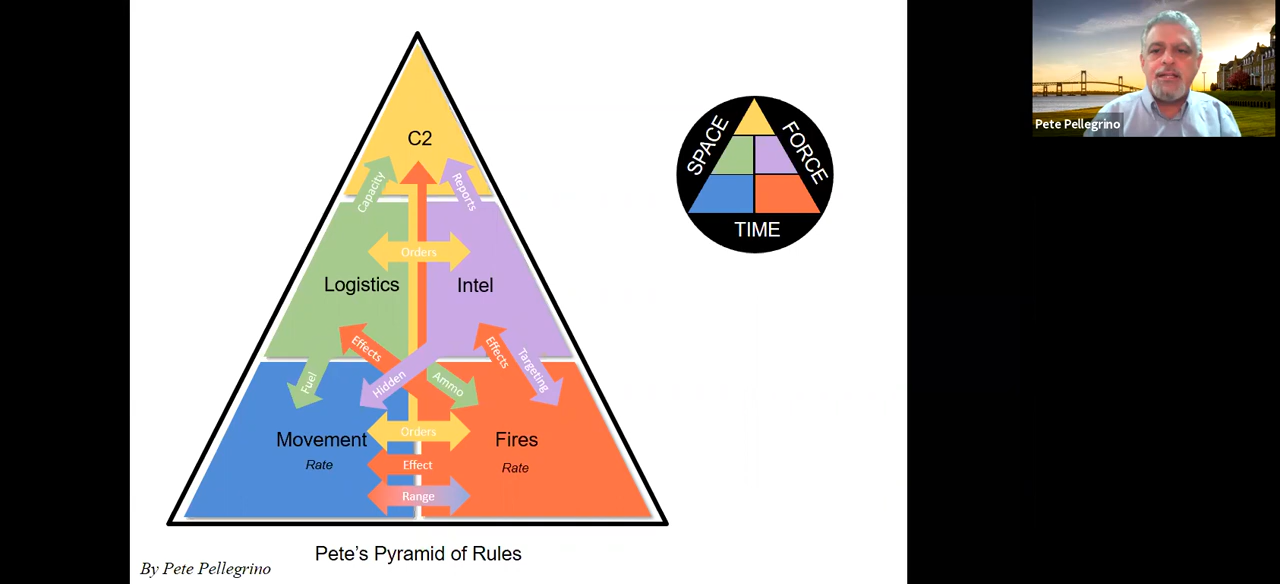 C2
Capacity
Reports
Orders
Logistics
Intel
Effects
Effects
Targeting
Fuel
Hidden
Ammo
Orders
Movement
Fires
Rate
Rate
Effect
Range
Pete's Pyramid of Rules
By Pete Pellegrino
SPACE
FORCE
TIME
Pete Pellegrino